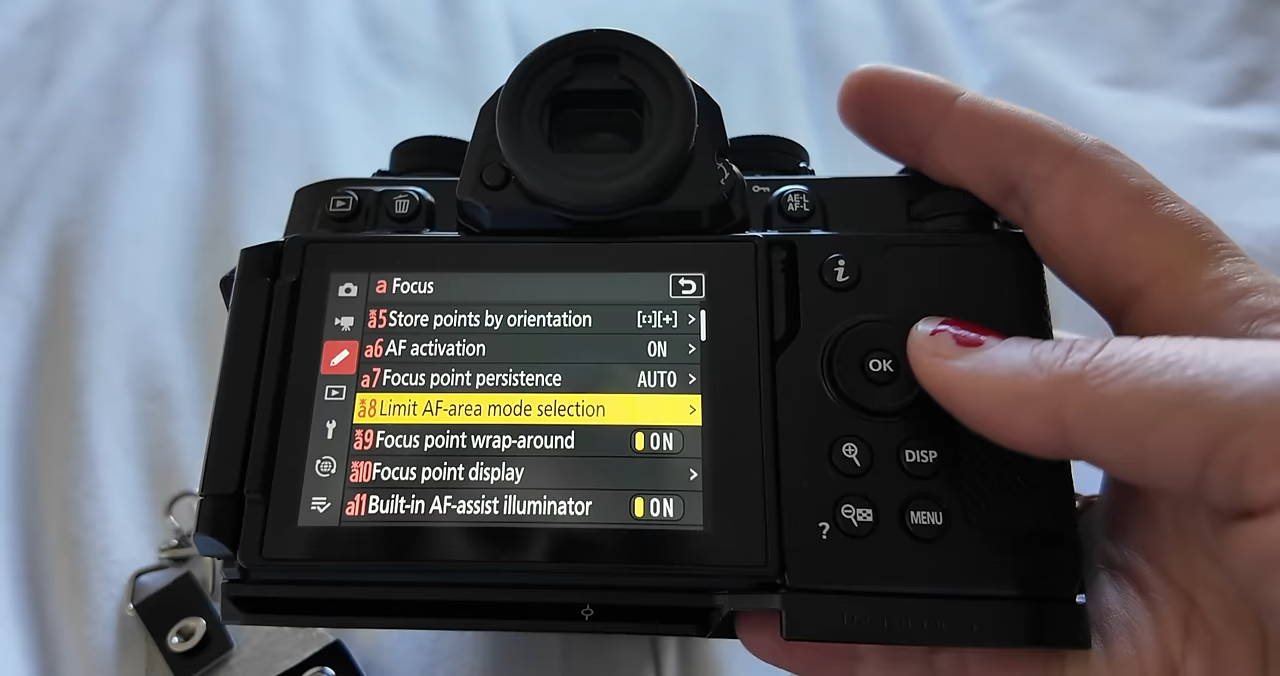 AE-L
AF-L
i
a Focus
a5 Store points by orientation
a6 AF activation ON
a7 Focus point persistence AUTO
a8 Limit AF-area mode selection
a9 Focus point wrap-around ON
a10 Focus point display
a11 Built-in AF-assist illuminator ON
OK
DISP
?
MENU